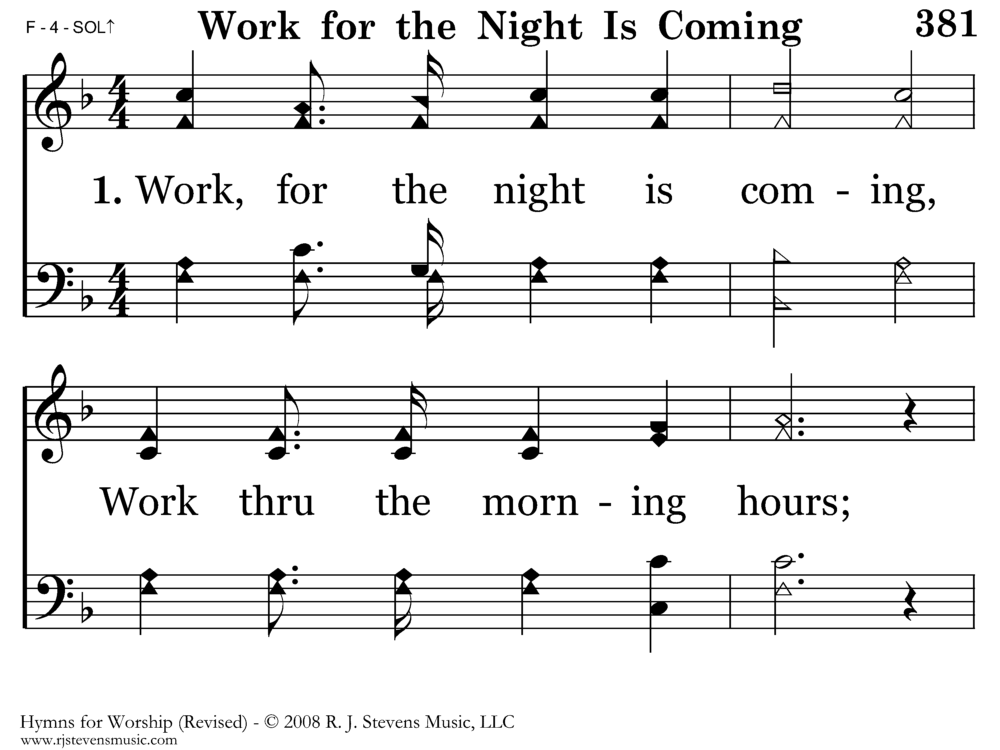 F - 4 - SOL↑ Work for the Night Is Coming 381
1. Work, for the night is com - ing,
Work thru the morn - ing hours;
Hymns for Worship (Revised) - © 2008 R. J. Stevens Music, LLC
www.rjstevensmusic.com